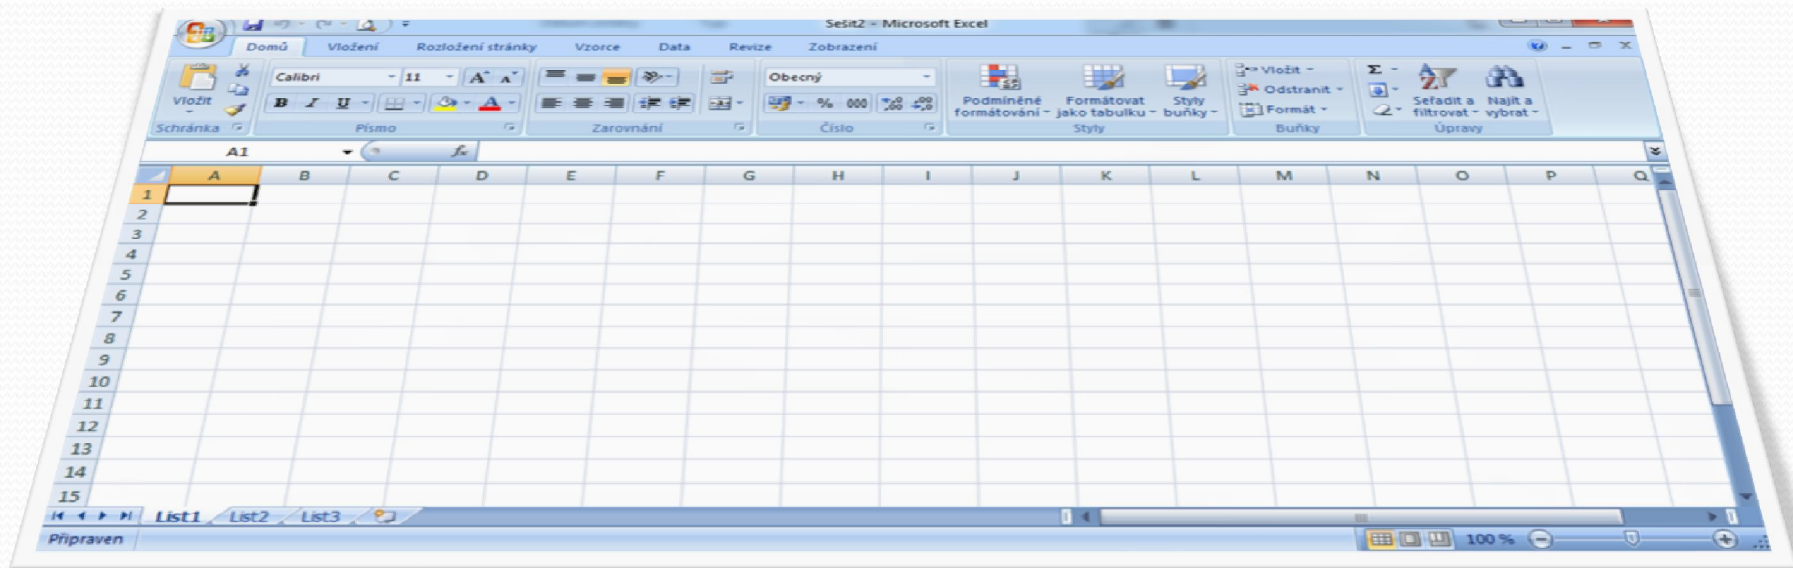 Sešit2 - Microsoft Excel
Domů Vložení Rozložení stránky Vzorce Data Revize Zobrazení
Calibri 11 A A Obecný Vložit
Vložit B I U A % 000 ,00 Podmíněné formátování Formátovat jako tabulku Styly buňky Odstranit Σ Seřadit a filtrovat Najít a vybrat
Formát
Schránka Písmo Zarovnání Číslo Styly Buňky Úpravy
A1 fx
A B C D E F G H I J K L M N O P Q
1
2
3
4
5
6
7
8
9
10
11
12
13
14
15
List1 List2 List3
Připraven 100 %